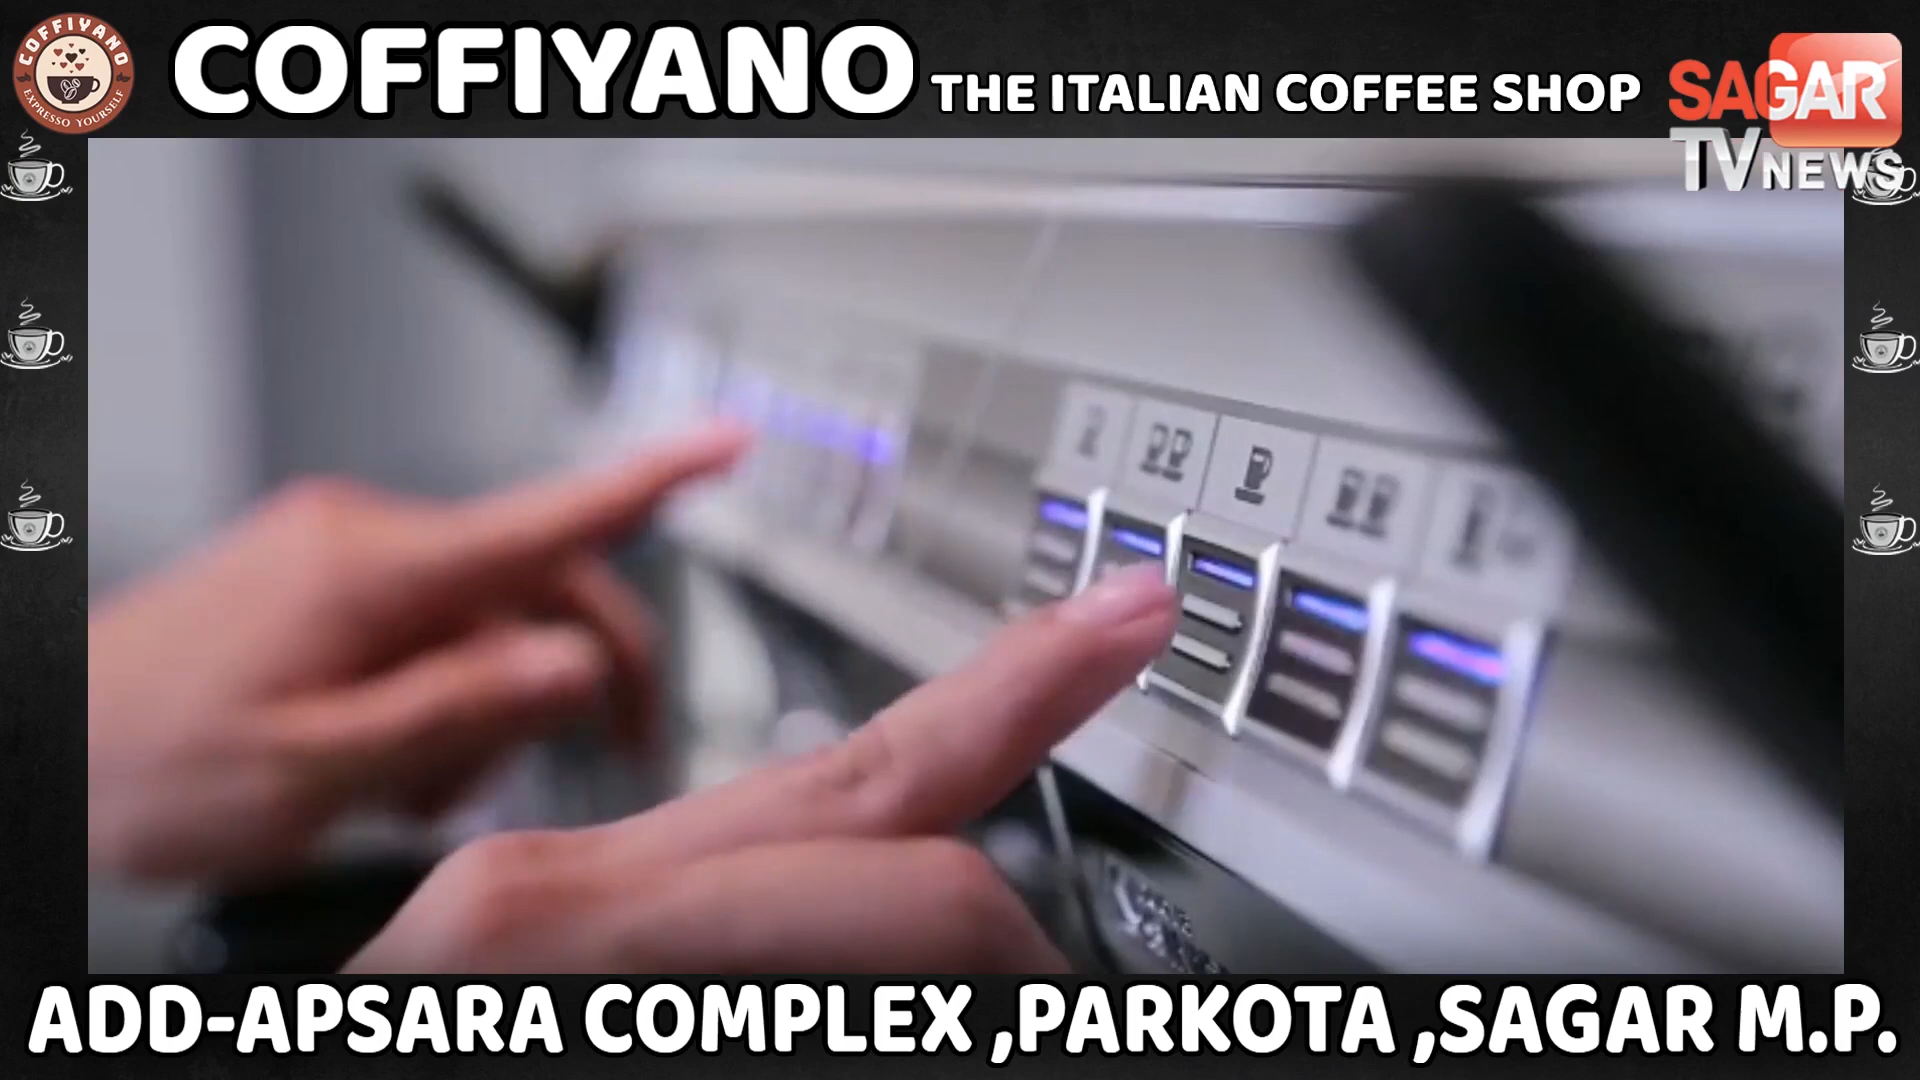 COFFIYANO
EXPRESSO YOURSELF
COFFIYANO THE ITALIAN COFFEE SHOP
SAGAR
TV NEWS
ADD-APSARA COMPLEX ,PARKOTA ,SAGAR M.P.